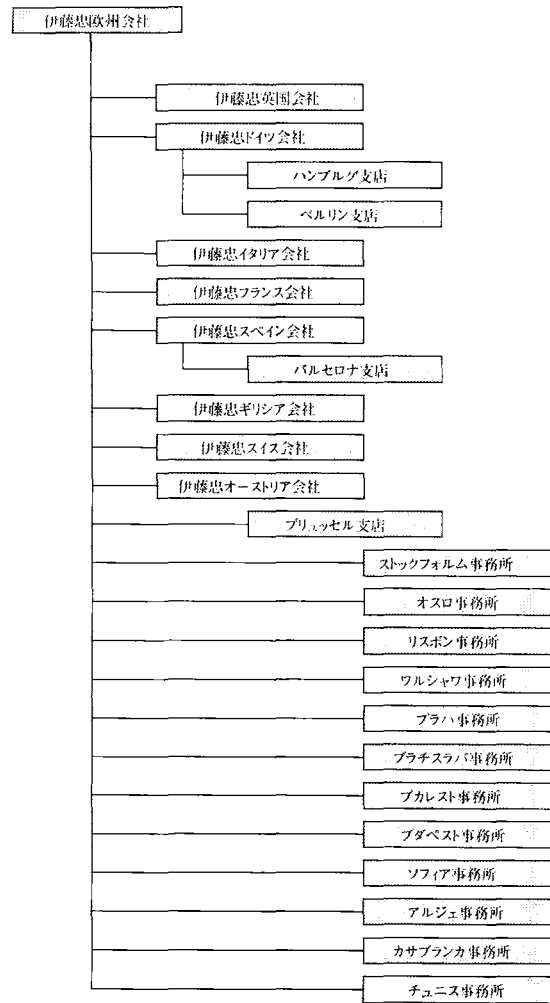 伊藤忠欧州会社
伊藤忠英国会社
伊藤忠ドイツ会社
ハンブルグ支店
ベルリン支店
伊藤忠イタリア会社
伊藤忠フランス会社
伊藤忠スペイン会社
バルセロナ支店
伊藤忠ギリシア会社
伊藤忠スイス会社
伊藤忠オーストリア会社
ブリュッセル支店
ストックフォルム事務所
オスロ事務所
リスボン事務所
ワルシャワ事務所
プラハ事務所
ブラチスラバ事務所
ブカレスト事務所
ブダペスト事務所
ソフィア事務所
アルジェ事務所
カサブランカ事務所
チュニス事務所